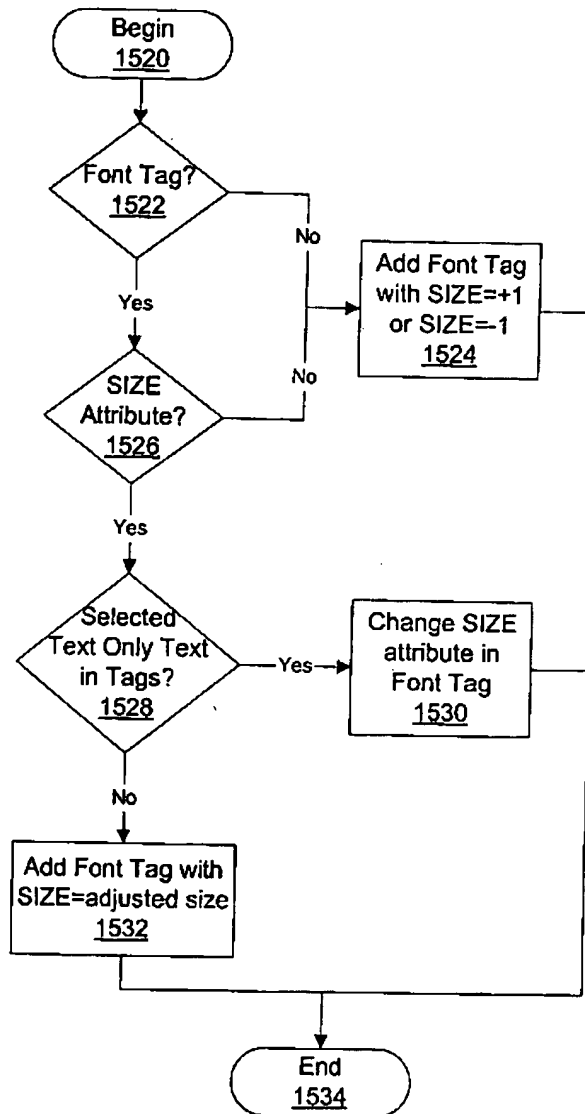 Begin
1520
Font Tag?
1522
No
Yes
Add Font Tag
with SIZE=+1
or SIZE=-1
1524
SIZE
Attribute?
1526
No
Yes
Selected
Text Only Text
in Tags?
1528
Yes
Change SIZE
attribute in
Font Tag
1530
No
Add Font Tag with
SIZE=adjusted size
1532
End
1534